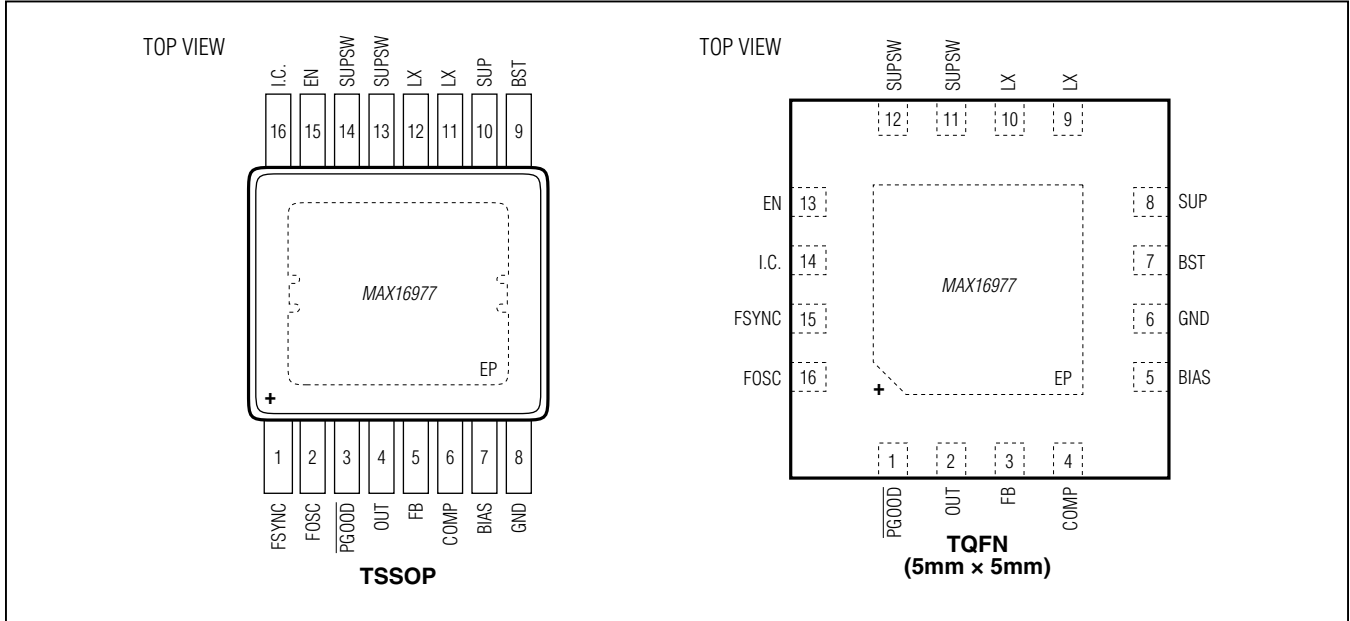 TOP VIEW
I.C. EN SUPSW SUPSW LX LX SUP BST
16 15 14 13 12 11 10 9
MAX16977
EP
+
1 2 3 4 5 6 7 8
FSYNC FOSC PGOOD OUT FB COMP BIAS GND
TSSOP
TOP VIEW
SUPSW SUPSW LX LX
12 11 10 9
EN 13
8 SUP
I.C. 14
7 BST
MAX16977
FSYNC 15
6 GND
FOSC 16
EP
5 BIAS
+
1 2 3 4
PGOOD OUT FB COMP
TQFN
(5mm × 5mm)